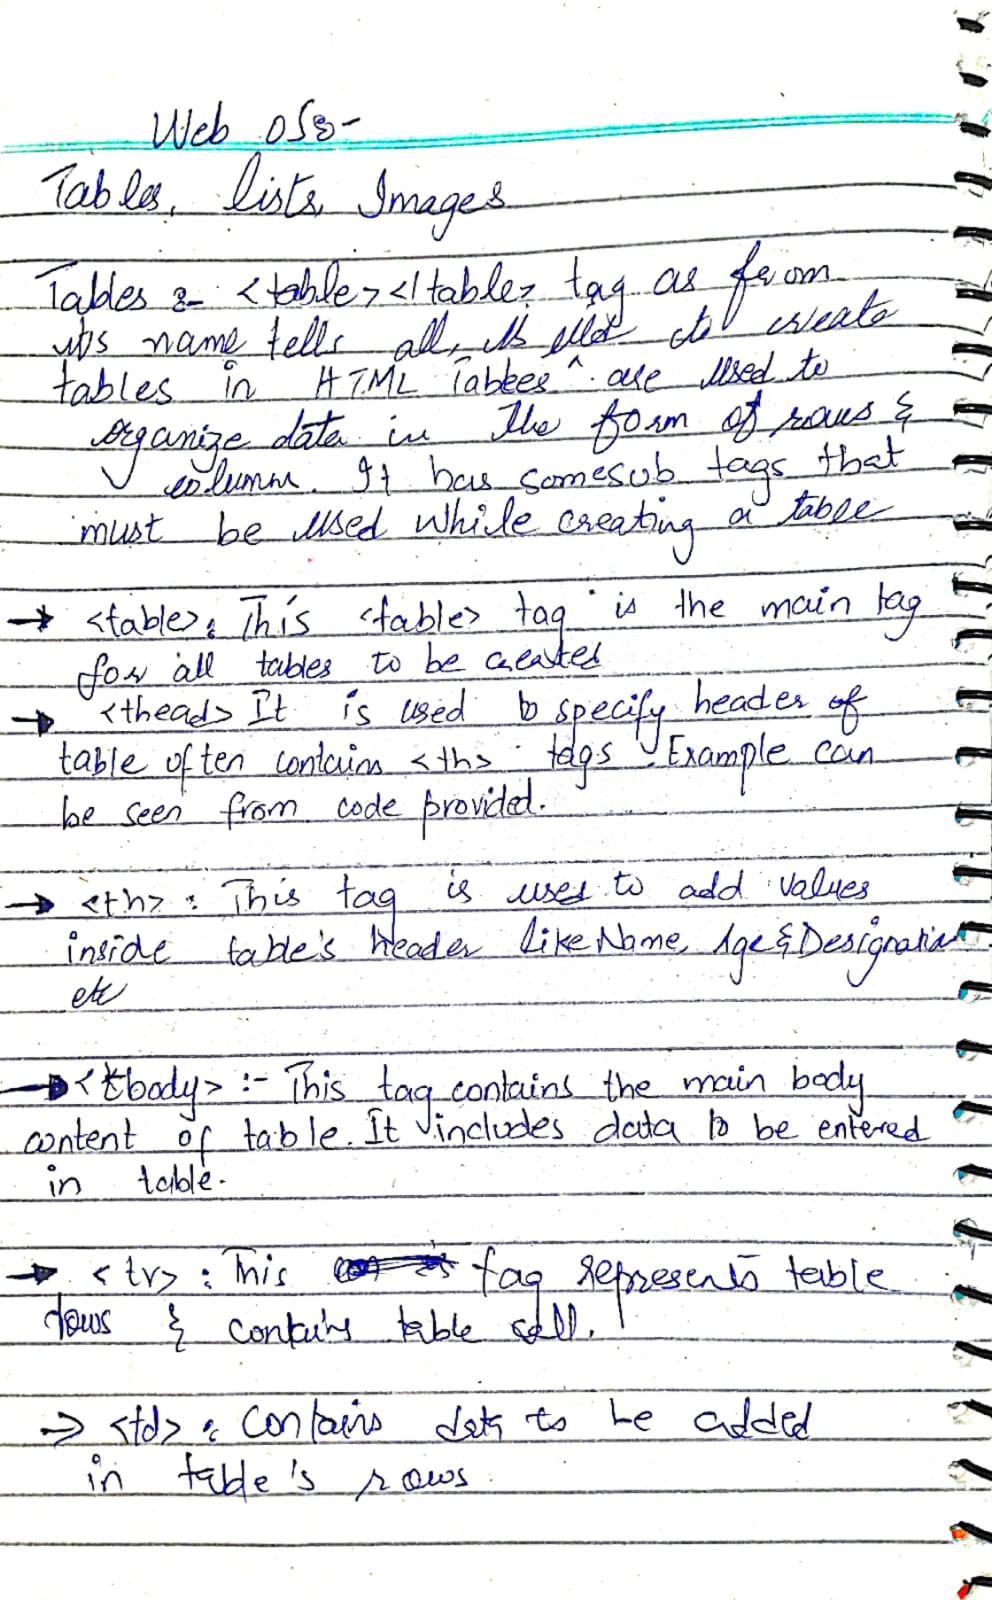 Web 05:-
Tables, lists, Images
Tables :- <table></table> tag as from
its name tells all, is used to create
tables in HTML Tables are used to
organize data in the form of rows &
column. It has somesub tags that
must be used while creating a table
→ <table>: This <table> tag is the main tag
for all tables to be created
→ <thead> It is used to specify header of
table often contains <th> tags. Example can
be seen from code provided.
→ <th> : This tag is used to add values
inside table's header like Name, Age & Designation
etc
→ <tbody> :- This tag contains the main body
content of table. It includes data to be entered
in table.
→ <tr> : This tag represents table
rows & contains table cell.
→ <td> : Contains data to be added
in table's rows